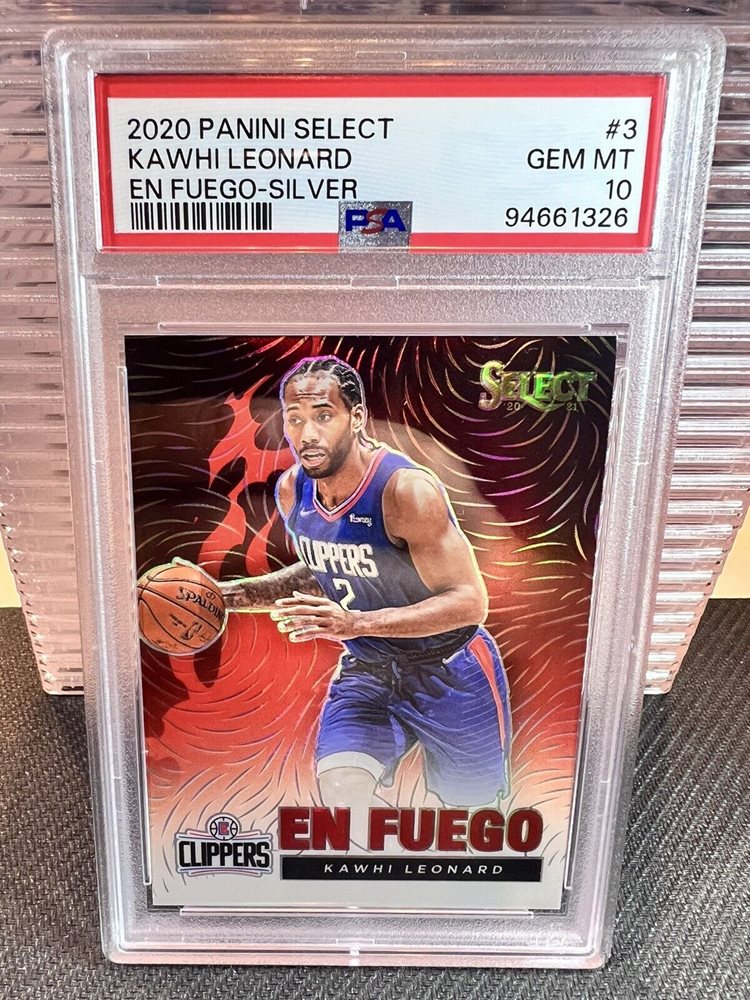 2020 PANINI SELECT #3
KAWHI LEONARD GEM MT
EN FUEGO-SILVER 10
PSA 94661326
SELECT
20 21
CLIPPERS
2
SPALDING
EN FUEGO
CLIPPERS
KAWHI LEONARD